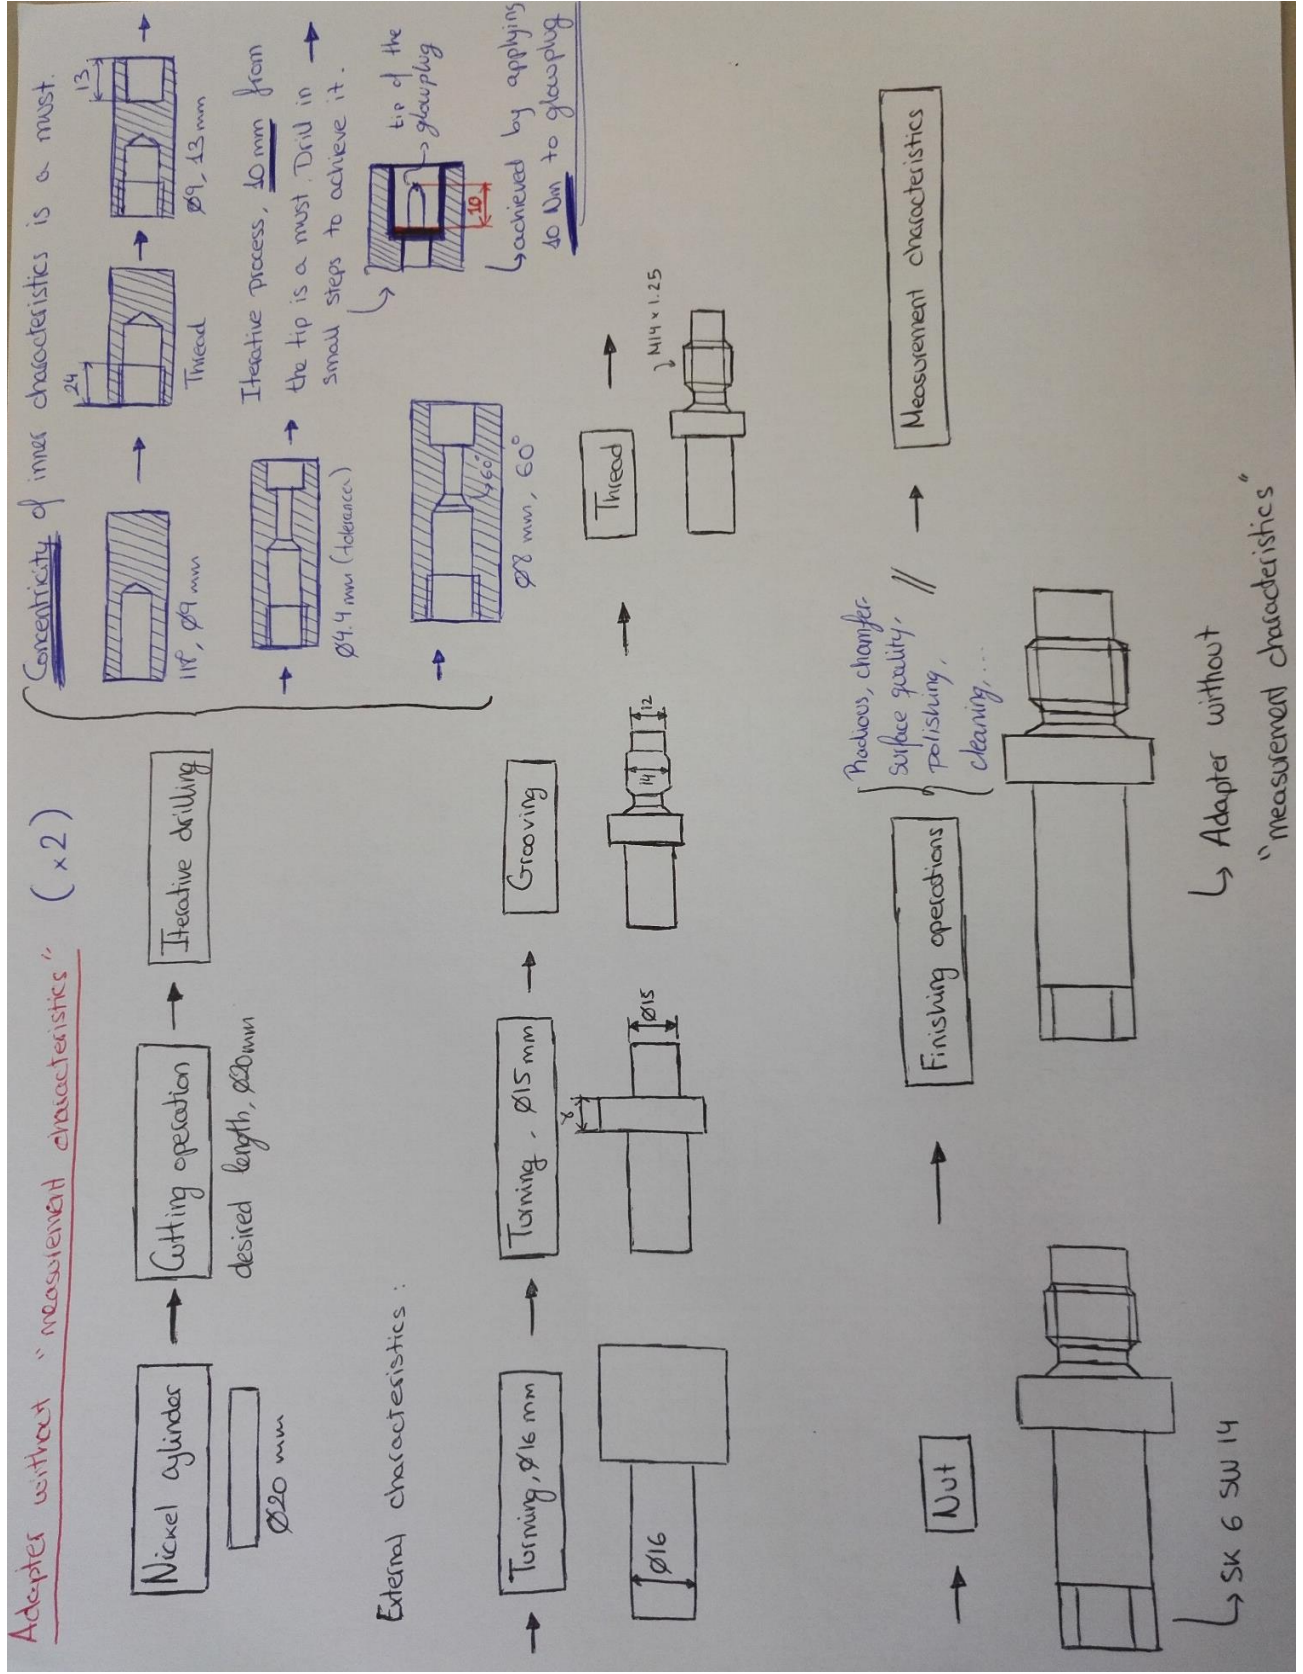 Adapter without "measurement characteristics" (x2)
Nickel cylinder
Ø20 mm
Cutting operation
desired length, Ø20mm
Iterative drilling
Concentricity of inner characteristics is a must.
118°, Ø9 mm
24
Thread
13
Ø9, 13 mm
Ø4.4 mm (tolerance)
Iterative process, 10 mm from
the tip is a must. Drill in
small steps to achieve it.
60°
Ø8 mm, 60°
10
tip of the
glowplug
achieved by applying
10 Nm to glowplug
External characteristics:
Turning, Ø16 mm
Ø16
Turning, Ø15 mm
Ø15
Grooving
14
12
Thread
M14 x 1.25
Nut
SK 6 SW 14
Finishing operations
Radious, chamfer,
surface quality,
polishing,
cleaning,...
//
Measurement characteristics
Adapter without
"measurement characteristics"